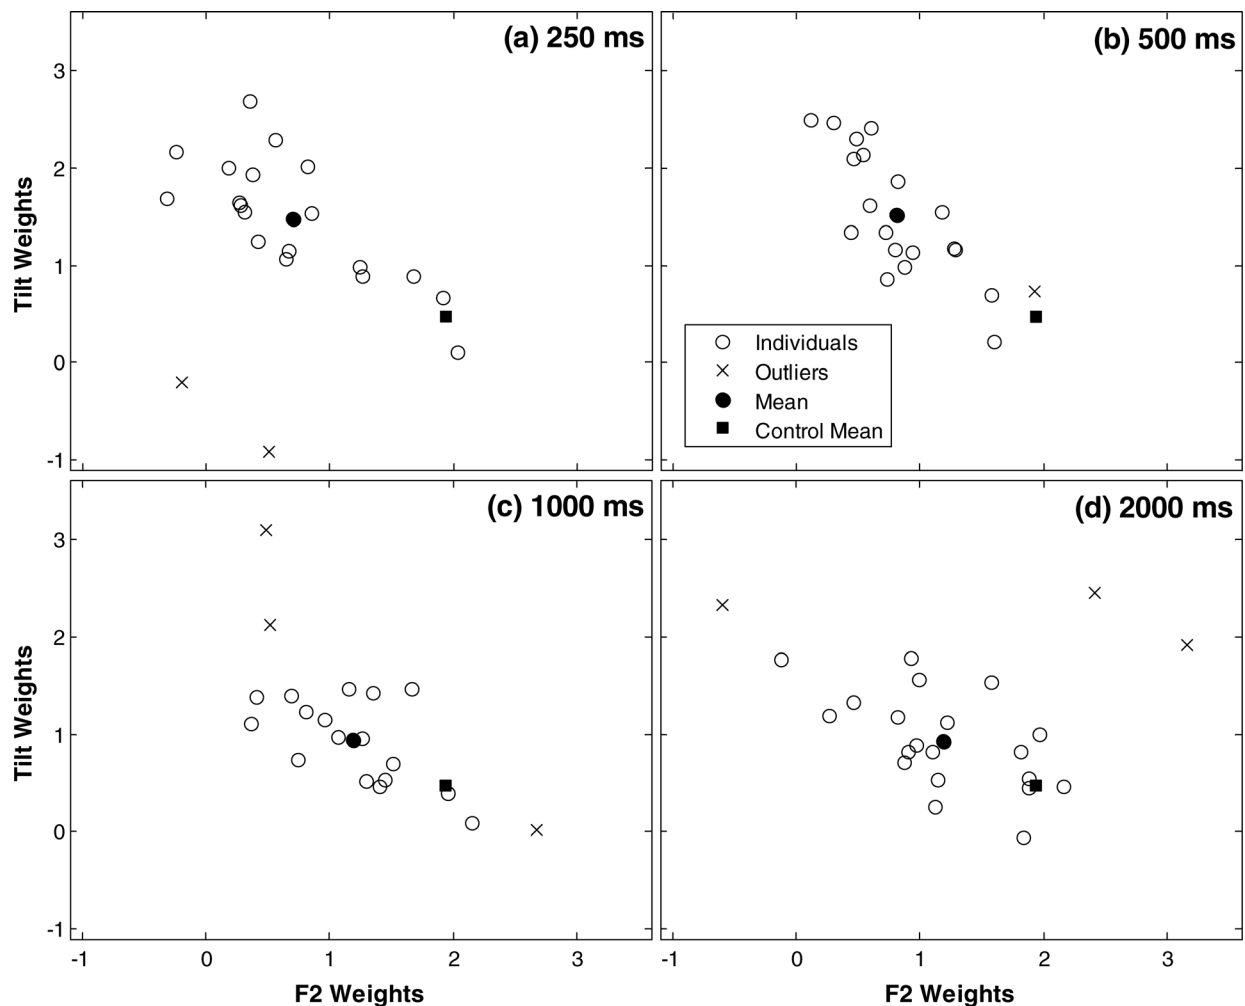 (a) 250 ms
(b) 500 ms
3
2
1
0
-1
Tilt Weights
Individuals
Outliers
Mean
Control Mean
(c) 1000 ms
(d) 2000 ms
3
2
1
0
-1
Tilt Weights
-1 0 1 2 3
-1 0 1 2 3
F2 Weights
F2 Weights